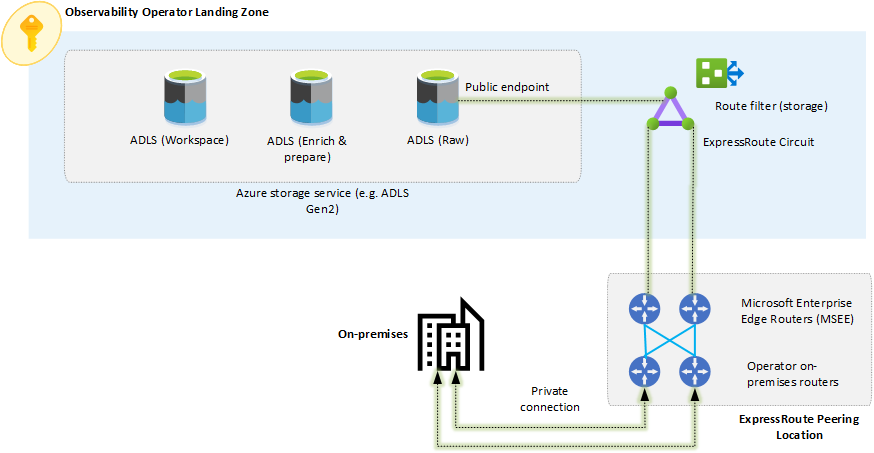 Observability Operator Landing Zone
Public endpoint
Route filter (storage)
ADLS (Workspace)
ADLS (Enrich &
prepare)
ADLS (Raw)
ExpressRoute Circuit
Azure storage service (e.g. ADLS
Gen2)
Microsoft Enterprise
Edge Routers (MSEE)
On-premises
Operator on-
premises routers
Private
connection
ExpressRoute Peering
Location